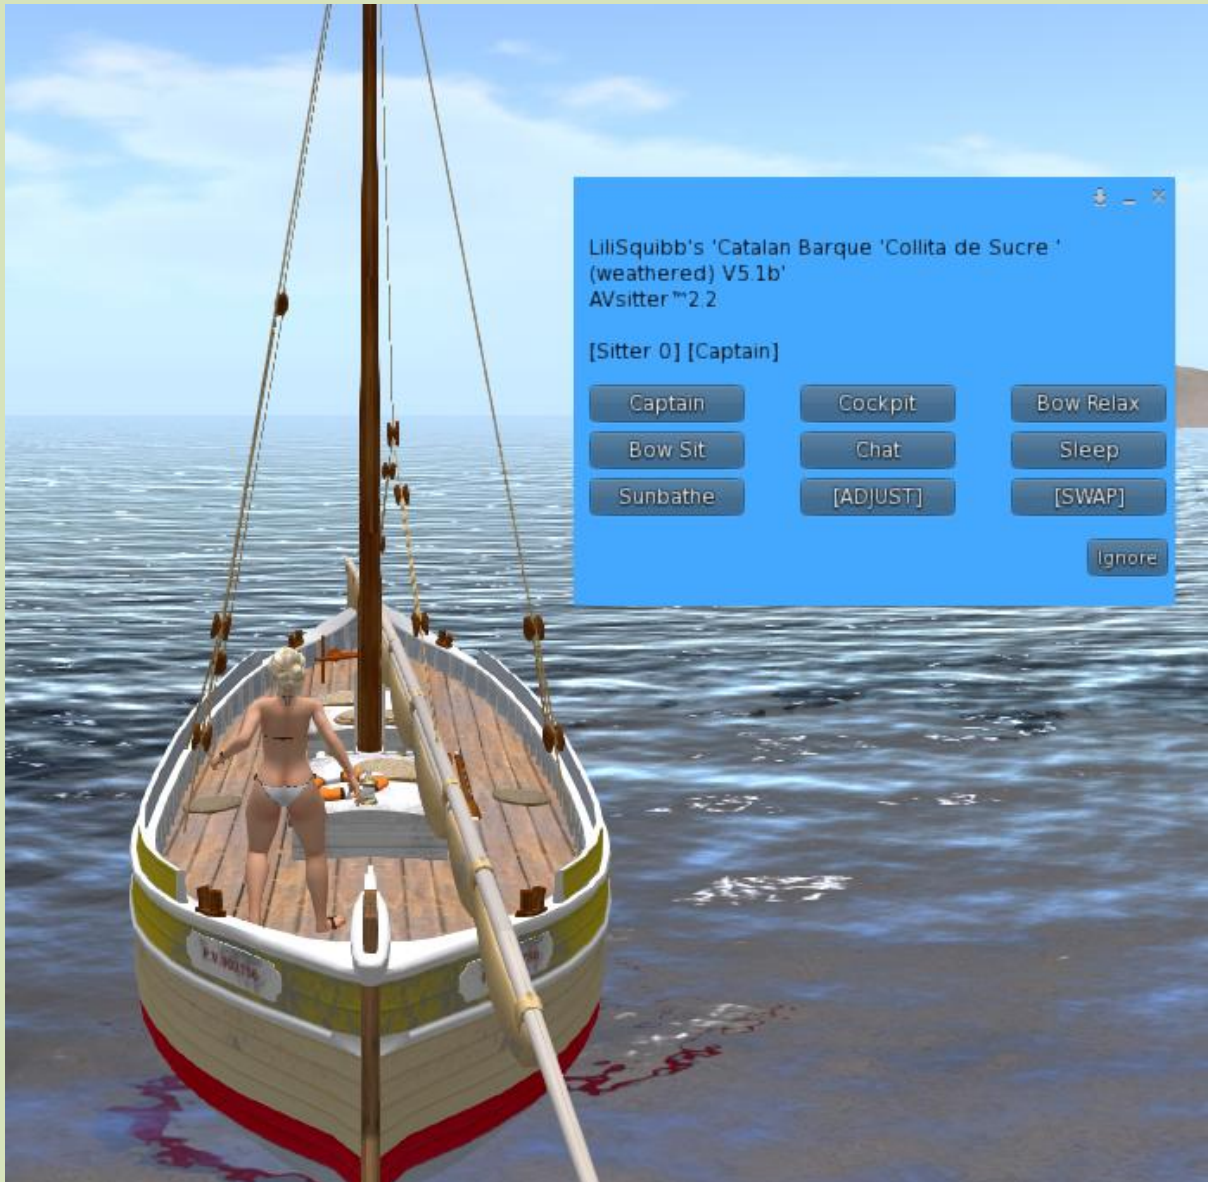 LiliSquibb's 'Catalan Barque 'Collita de Sucre '
(weathered) V5.1b'
AVsitter™2.2
[Sitter 0] [Captain]
Captain Cockpit Bow Relax
Bow Sit Chat Sleep
Sunbathe [ADJUST] [SWAP]
Ignore